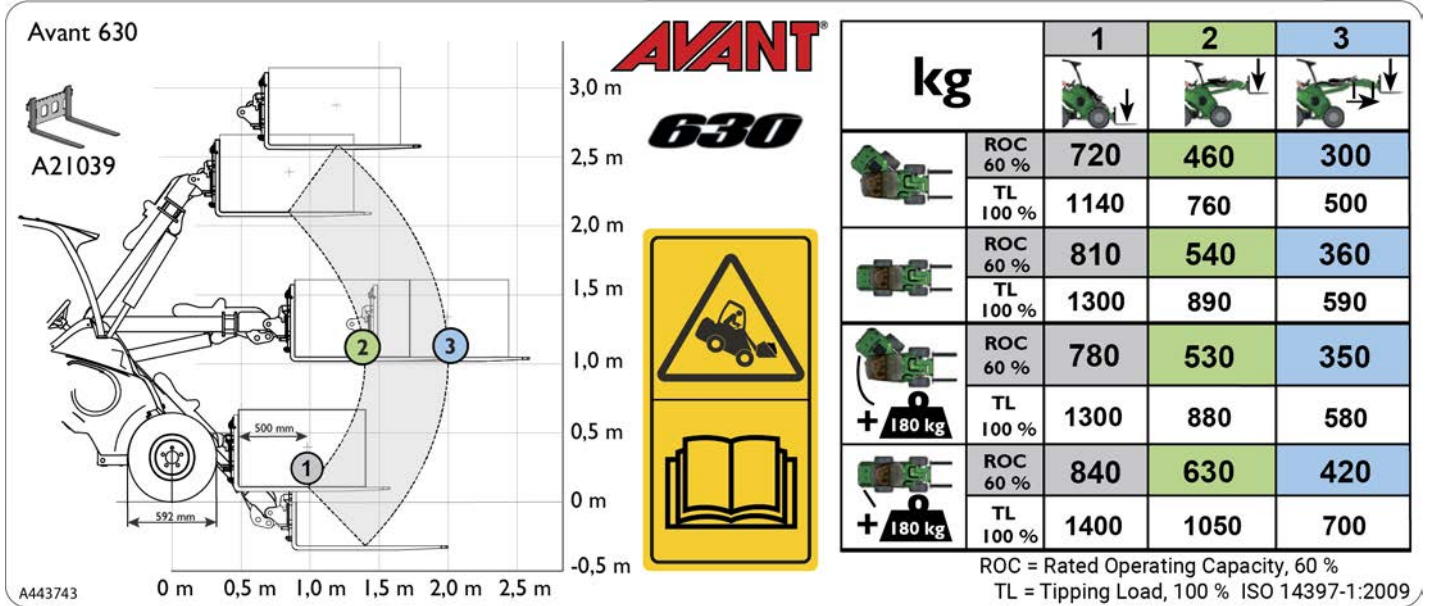 Avant 630
A21039
3,0 m
2,5 m
2,0 m
1,5 m
1,0 m
0,5 m
0 m
-0,5 m
2
3
500 mm
1
592 mm
0 m 0,5 m 1,0 m 1,5 m 2,0 m 2,5 m
A443743
AVANT®
630
kg 1 2 3
ROC 60 % 720 460 300
TL 100 % 1140 760 500
ROC 60 % 810 540 360
TL 100 % 1300 890 590
ROC 60 % 780 530 350
+ 180 kg TL 100 % 1300 880 580
ROC 60 % 840 630 420
+ 180 kg TL 100 % 1400 1050 700
ROC = Rated Operating Capacity, 60 %
TL = Tipping Load, 100 % ISO 14397-1:2009